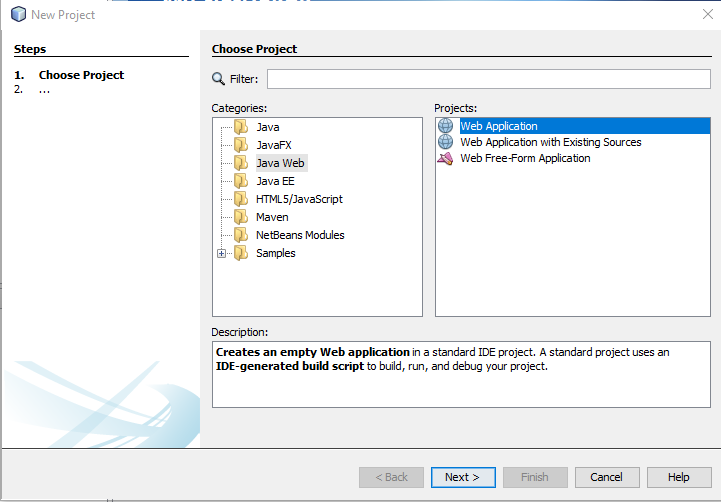 New Project
Steps
1. Choose Project
2. ...
Choose Project
Filter:
Categories:
Java
JavaFX
Java Web
Java EE
HTML5/JavaScript
Maven
NetBeans Modules
Samples
Projects:
Web Application
Web Application with Existing Sources
Web Free-Form Application
Description:
Creates an empty Web application in a standard IDE project. A standard project uses an
IDE-generated build script to build, run, and debug your project.
< Back
Next >
Finish
Cancel
Help